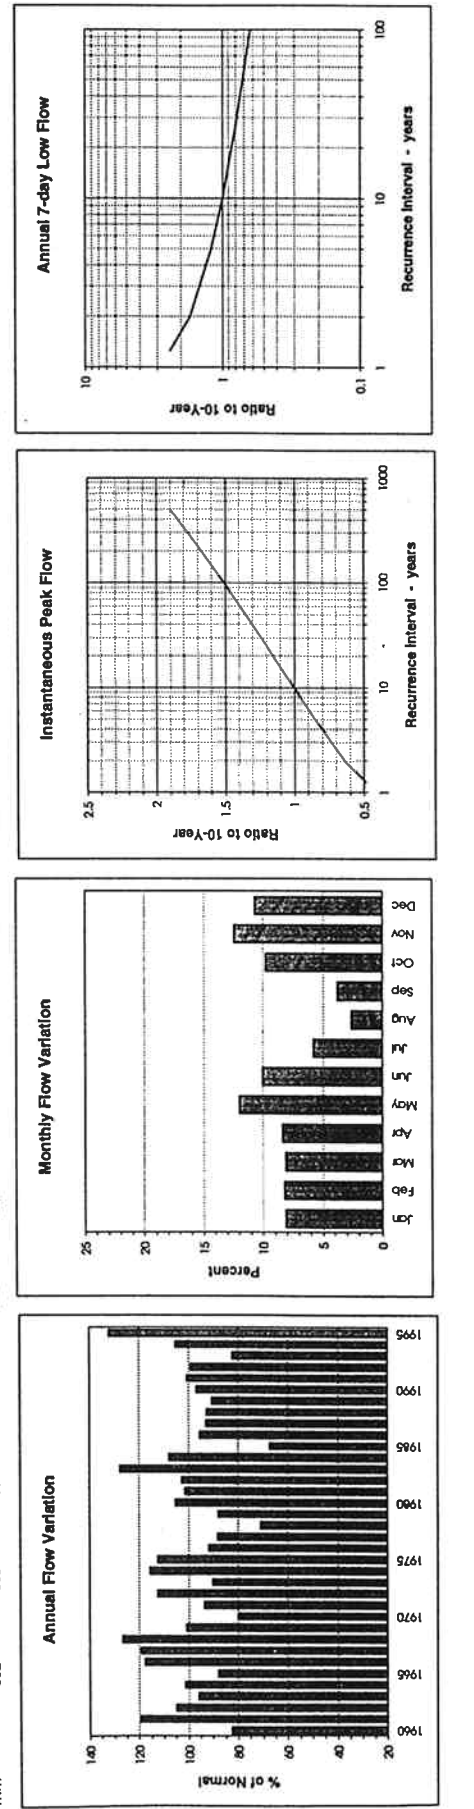 Annual Flow Variation
% of Normal
140
120
100
80
60
40
20
1960
1965
1970
1975
1980
1985
1990
1995
Monthly Flow Variation
Percent
25
20
15
10
5
0
Jan
Feb
Mar
Apr
May
Jun
Jul
Aug
Sep
Oct
Nov
Dec
Instantaneous Peak Flow
Ratio to 10-Year
2.5
2
1.5
1
0.5
1
10
100
1000
Recurrence Interval - years
Annual 7-day Low Flow
Ratio to 10-Year
10
1
0.1
1
10
100
Recurrence Interval - years